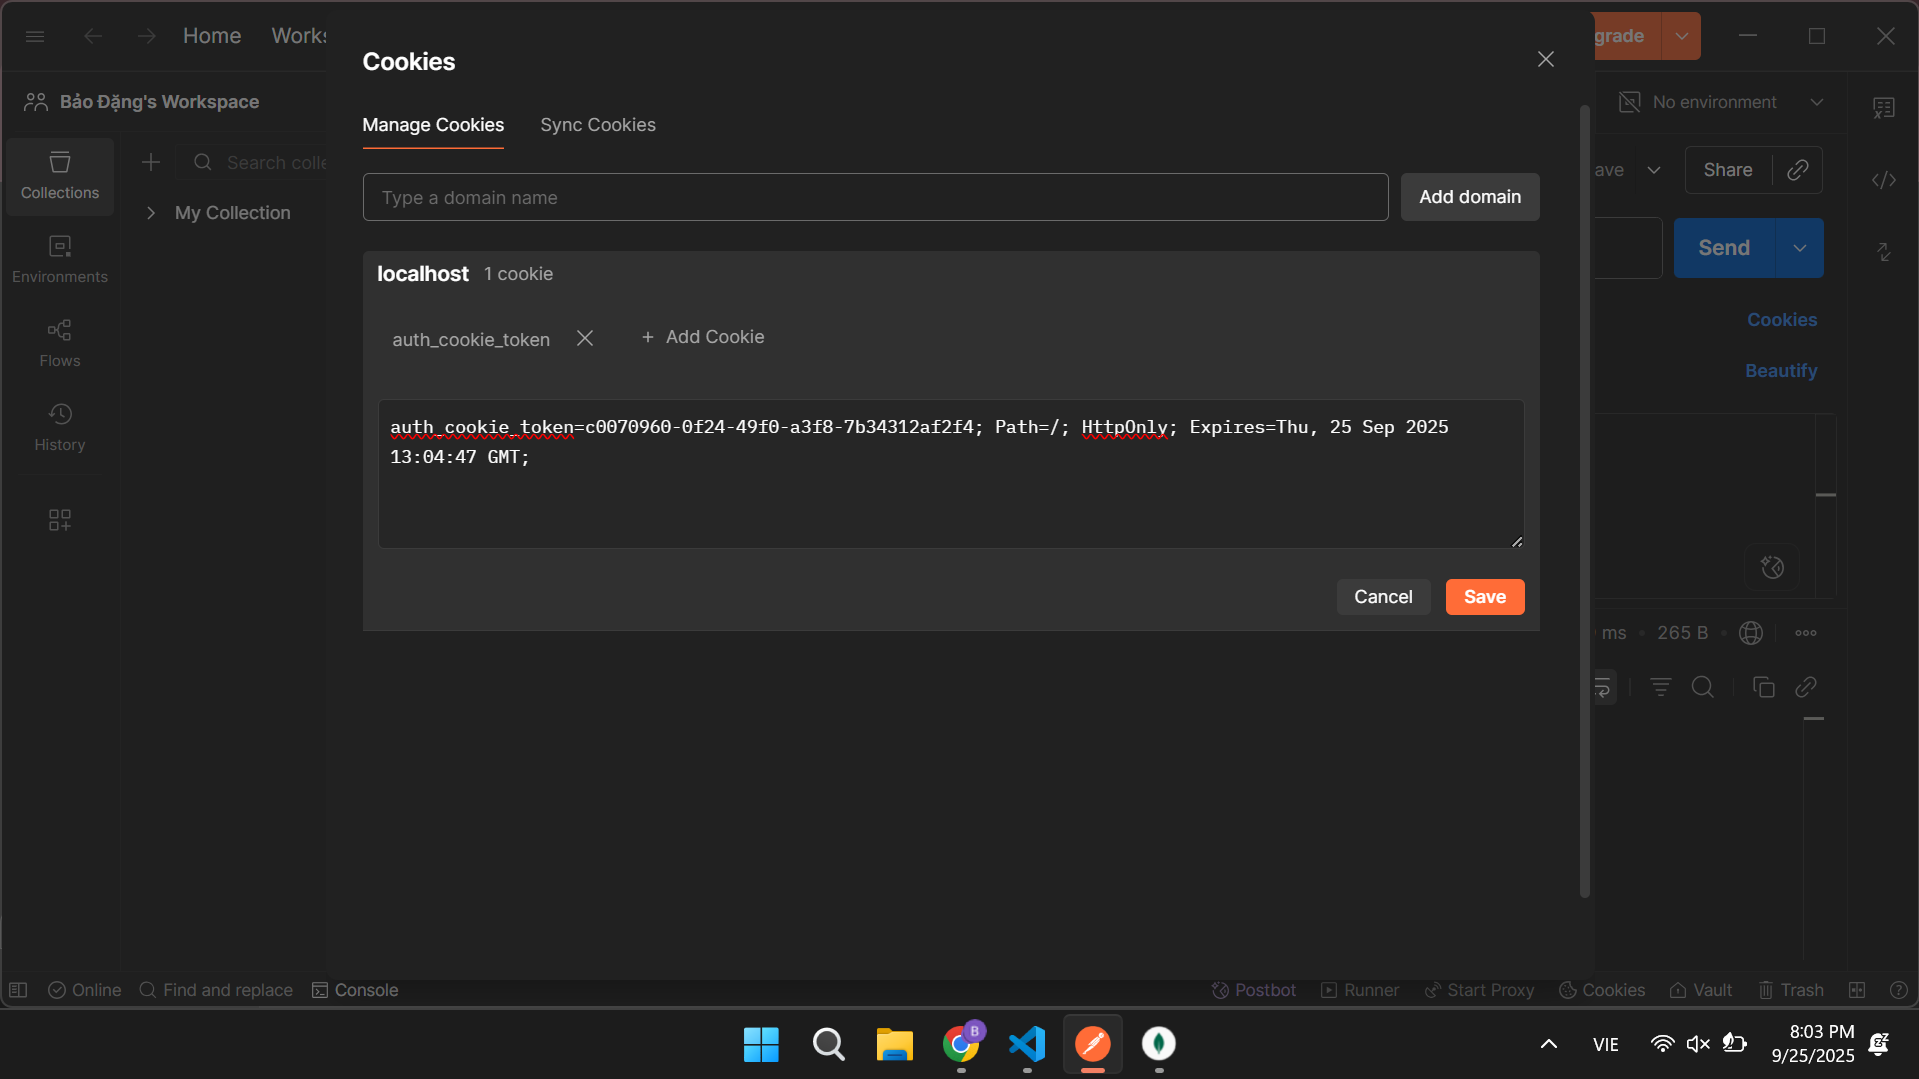 Home
Works
grade
Bảo Đặng's Workspace
No environment
Collections
Search colle
My Collection
Environments
Flows
History
Cookies
Manage Cookies
Sync Cookies
Type a domain name
Add domain
localhost
1 cookie
auth_cookie_token
+ Add Cookie
auth_cookie_token=c0070960-0f24-49f0-a3f8-7b34312af2f4; Path=/; HttpOnly; Expires=Thu, 25 Sep 2025
13:04:47 GMT;
Cancel
Save
ave
Share
Send
Cookies
Beautify
ms
265 B
Online
Find and replace
Console
Postbot
Runner
Start Proxy
Cookies
Vault
Trash
B
VIE
8:03 PM
9/25/2025